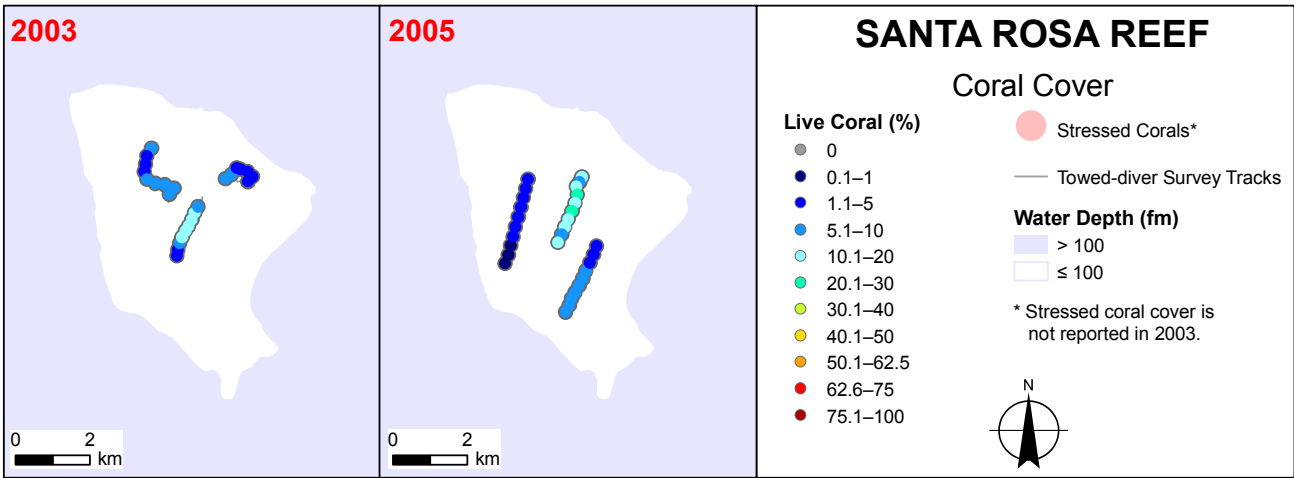 2003
0 2
km
2005
0 2
km
SANTA ROSA REEF
Coral Cover
Live Coral (%)
0
0.1–1
1.1–5
5.1–10
10.1–20
20.1–30
30.1–40
40.1–50
50.1–62.5
62.6–75
75.1–100
Stressed Corals*
Towed-diver Survey Tracks
Water Depth (fm)
> 100
≤ 100
* Stressed coral cover is
not reported in 2003.
N